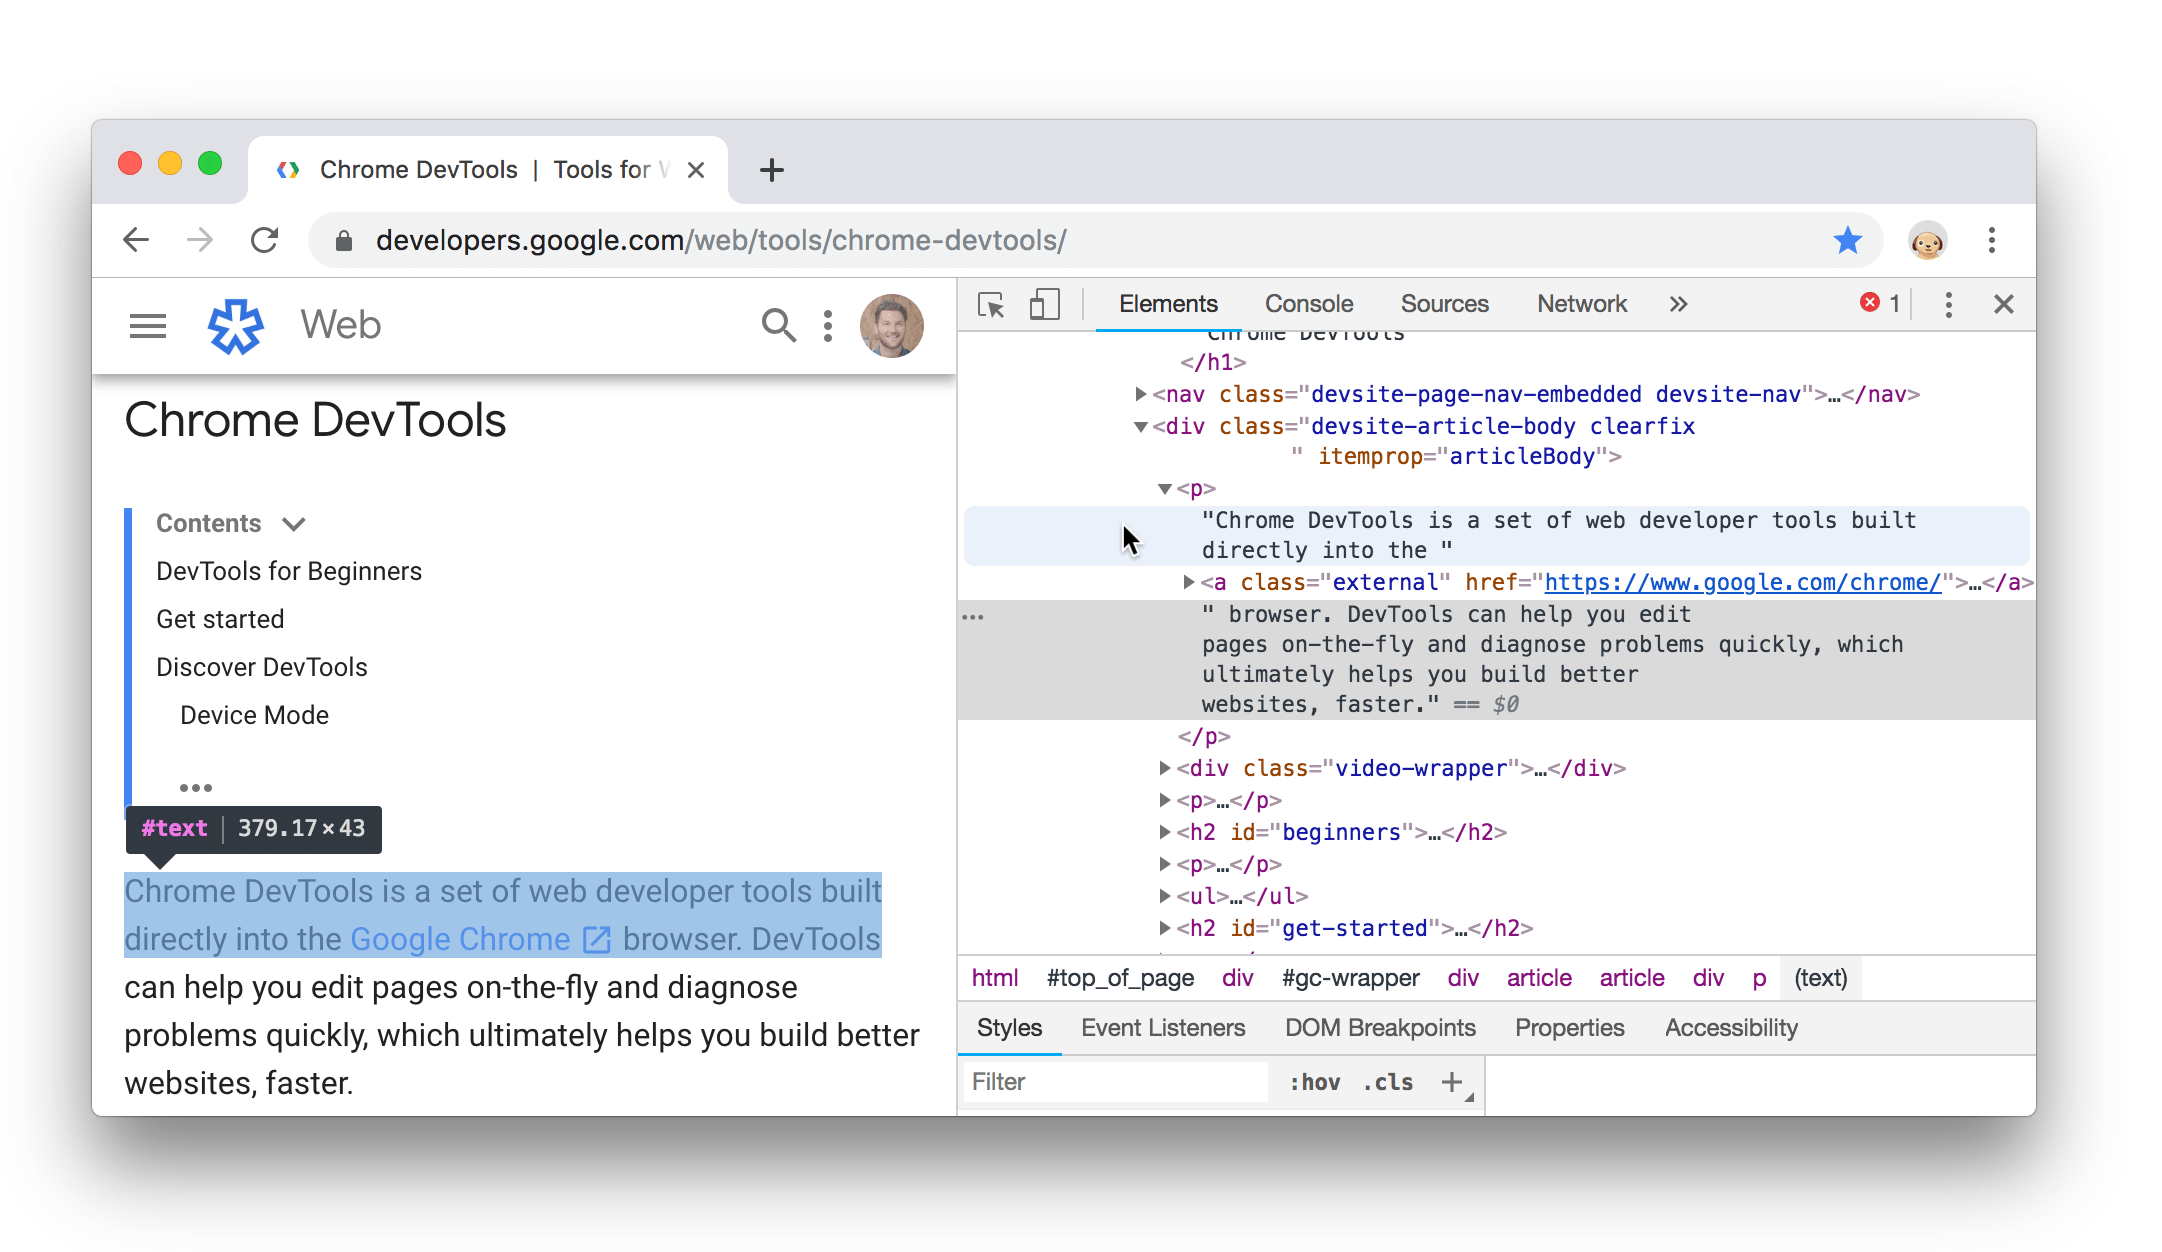 Chrome DevTools | Tools for W
developers.google.com/web/tools/chrome-devtools/
Web
Chrome DevTools
Contents
DevTools for Beginners
Get started
Discover DevTools
Device Mode
...
#text | 379.17×43
Chrome DevTools is a set of web developer tools built
directly into the Google Chrome browser. DevTools
can help you edit pages on-the-fly and diagnose
problems quickly, which ultimately helps you build better
websites, faster.
Elements Console Sources Network » 1
Chrome DevTools
</h1>
<nav class="devsite-page-nav-embedded devsite-nav">…</nav>
<div class="devsite-article-body clearfix
" itemprop="articleBody">
<p>
"Chrome DevTools is a set of web developer tools built
directly into the "
<a class="external" href="https://www.google.com/chrome/">…</a>
" browser. DevTools can help you edit
pages on-the-fly and diagnose problems quickly, which
ultimately helps you build better
websites, faster." == $0
</p>
<div class="video-wrapper">…</div>
<p>…</p>
<h2 id="beginners">…</h2>
<p>…</p>
<ul>…</ul>
<h2 id="get-started">…</h2>
html #top_of_page div #gc-wrapper div article article div p (text)
Styles Event Listeners DOM Breakpoints Properties Accessibility
Filter :hov .cls +